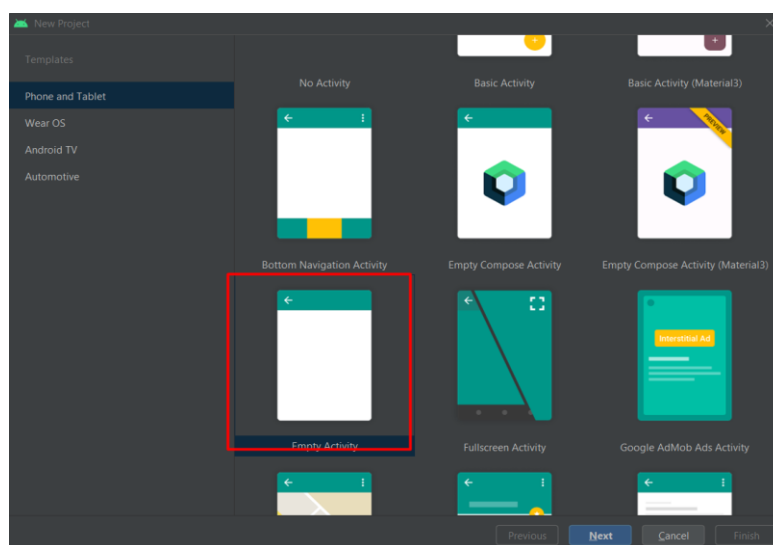 New Project
Templates
Phone and Tablet
Wear OS
Android TV
Automotive
No Activity
Basic Activity
Basic Activity (Material3)
PREVIEW
Bottom Navigation Activity
Empty Compose Activity
Empty Compose Activity (Material3)
Interstitial Ad
Empty Activity
Fullscreen Activity
Google AdMob Ads Activity
Previous
Next
Cancel
Finish